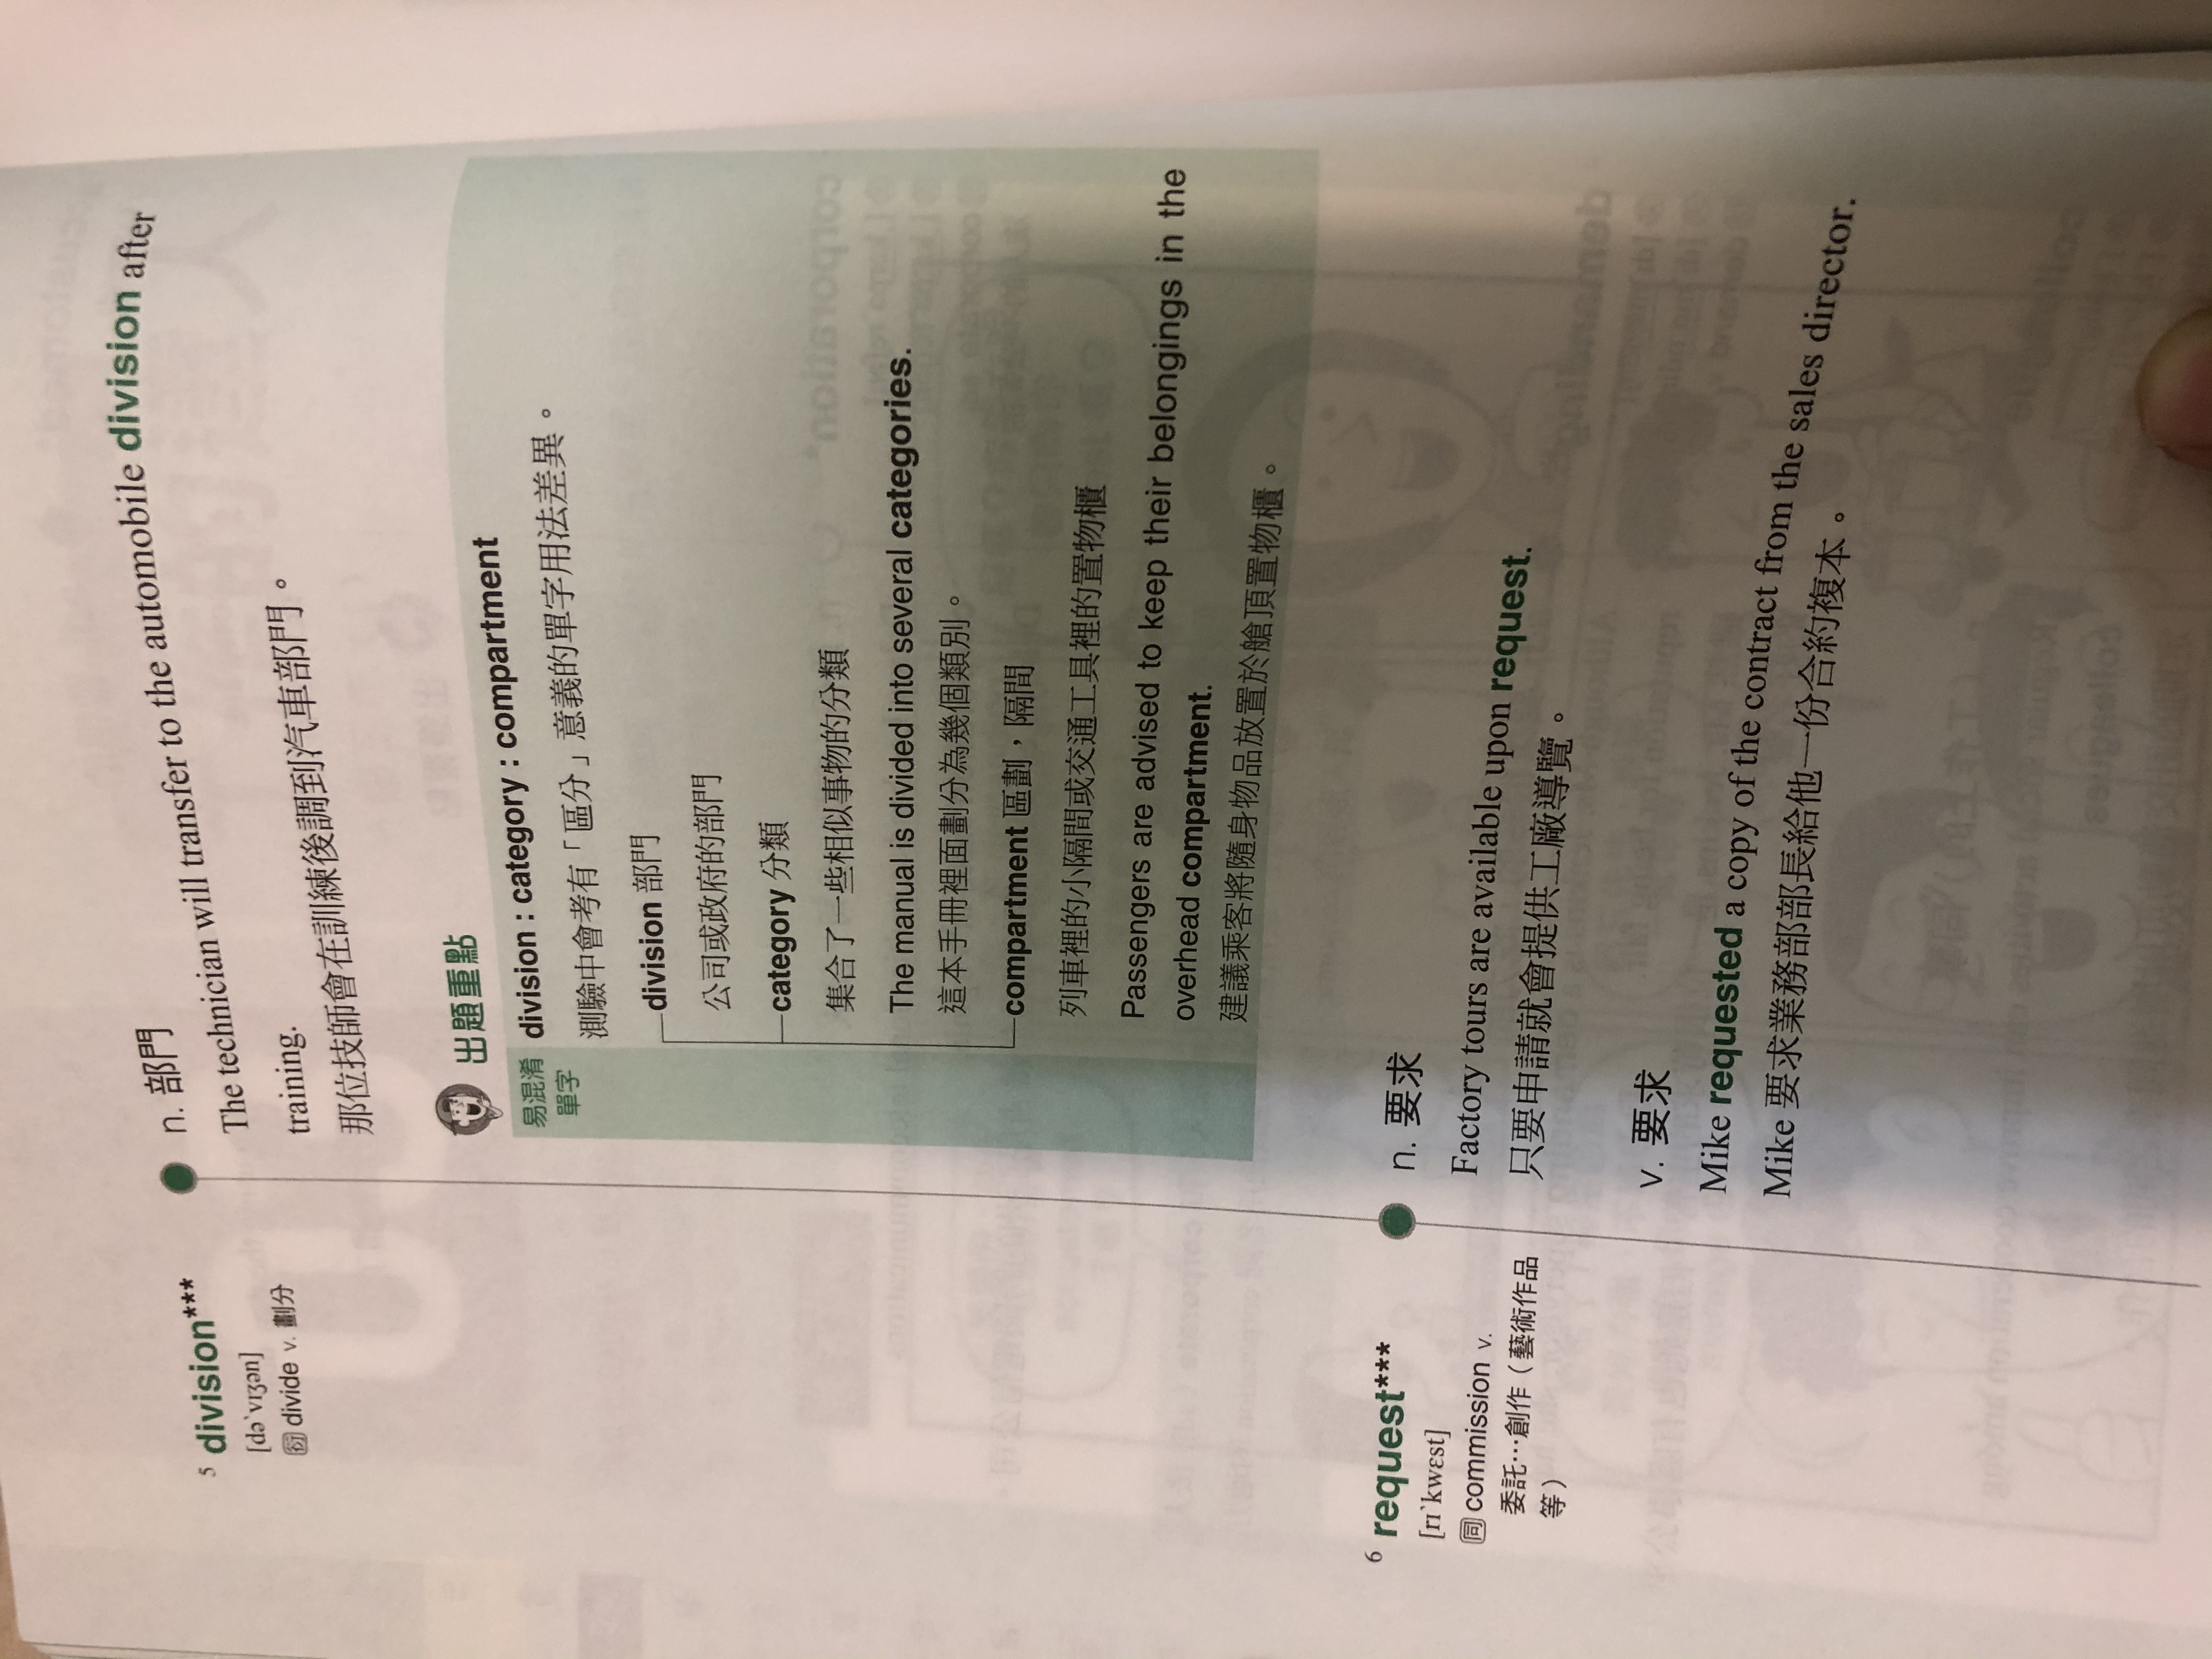 5 division***
[də`vɪʒən]
衍 divide v. 劃分
n. 部門
The technician will transfer to the automobile division after
training.
那位技師會在訓練後調到汽車部門。
出題重點
易混淆
單字
division : category : compartment
測驗中會考有「區分」意義的單字用法差異。
division 部門
公司或政府的部門
category 分類
集合了一些相似事物的分類
The manual is divided into several categories.
這本手冊裡面劃分為幾個類別。
compartment 區劃，隔間
列車裡的小隔間或交通工具裡的置物櫃
Passengers are advised to keep their belongings in the
overhead compartment.
建議乘客將隨身物品放置於艙頂置物櫃。
6 request***
[rɪ`kwɛst]
同 commission v.
委託…創作（藝術作品
等）
n. 要求
Factory tours are available upon request.
只要申請就會提供工廠導覽。
v. 要求
Mike requested a copy of the contract from the sales director.
Mike 要求業務部部長給他一份合約複本。